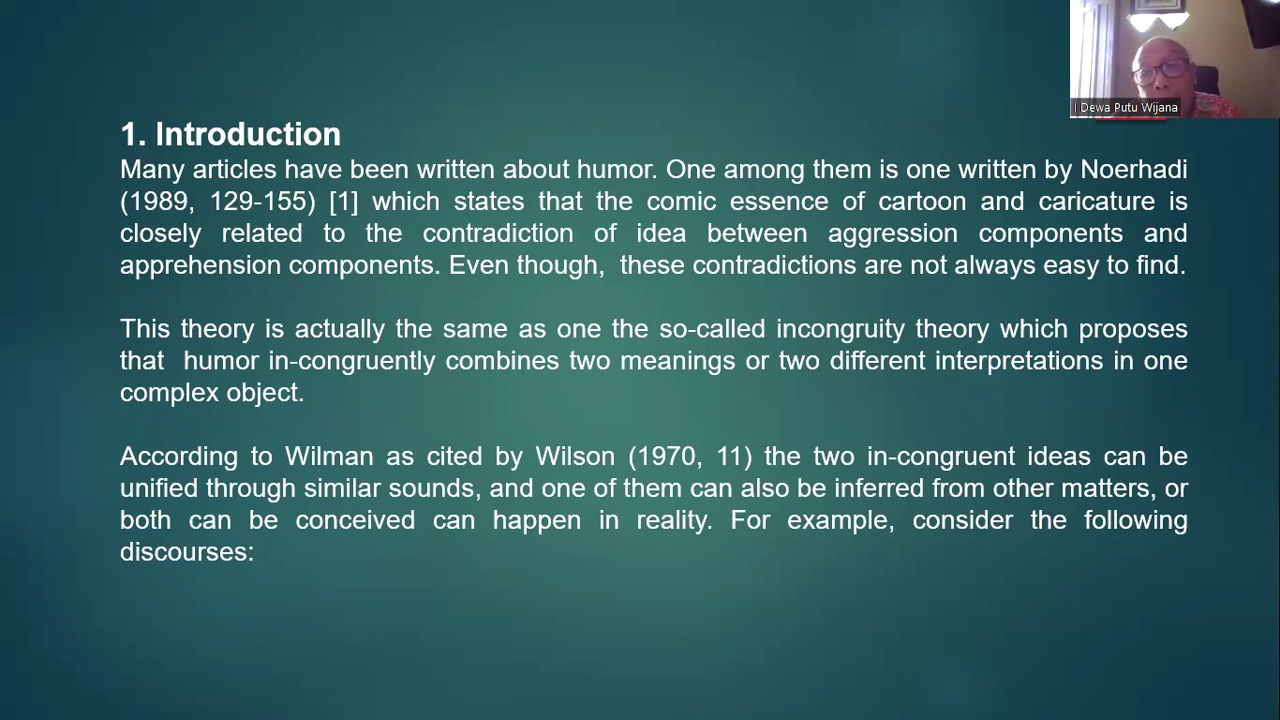 I Dewa Putu Wijana
1. Introduction
Many articles have been written about humor. One among them is one written by Noerhadi
(1989, 129-155) [1] which states that the comic essence of cartoon and caricature is
closely related to the contradiction of idea between aggression components and
apprehension components. Even though,  these contradictions are not always easy to find.
This theory is actually the same as one the so-called incongruity theory which proposes
that  humor in-congruently combines two meanings or two different interpretations in one
complex object.
According to Wilman as cited by Wilson (1970, 11) the two in-congruent ideas can be
unified through similar sounds, and one of them can also be inferred from other matters, or
both can be conceived can happen in reality. For example, consider the following
discourses: